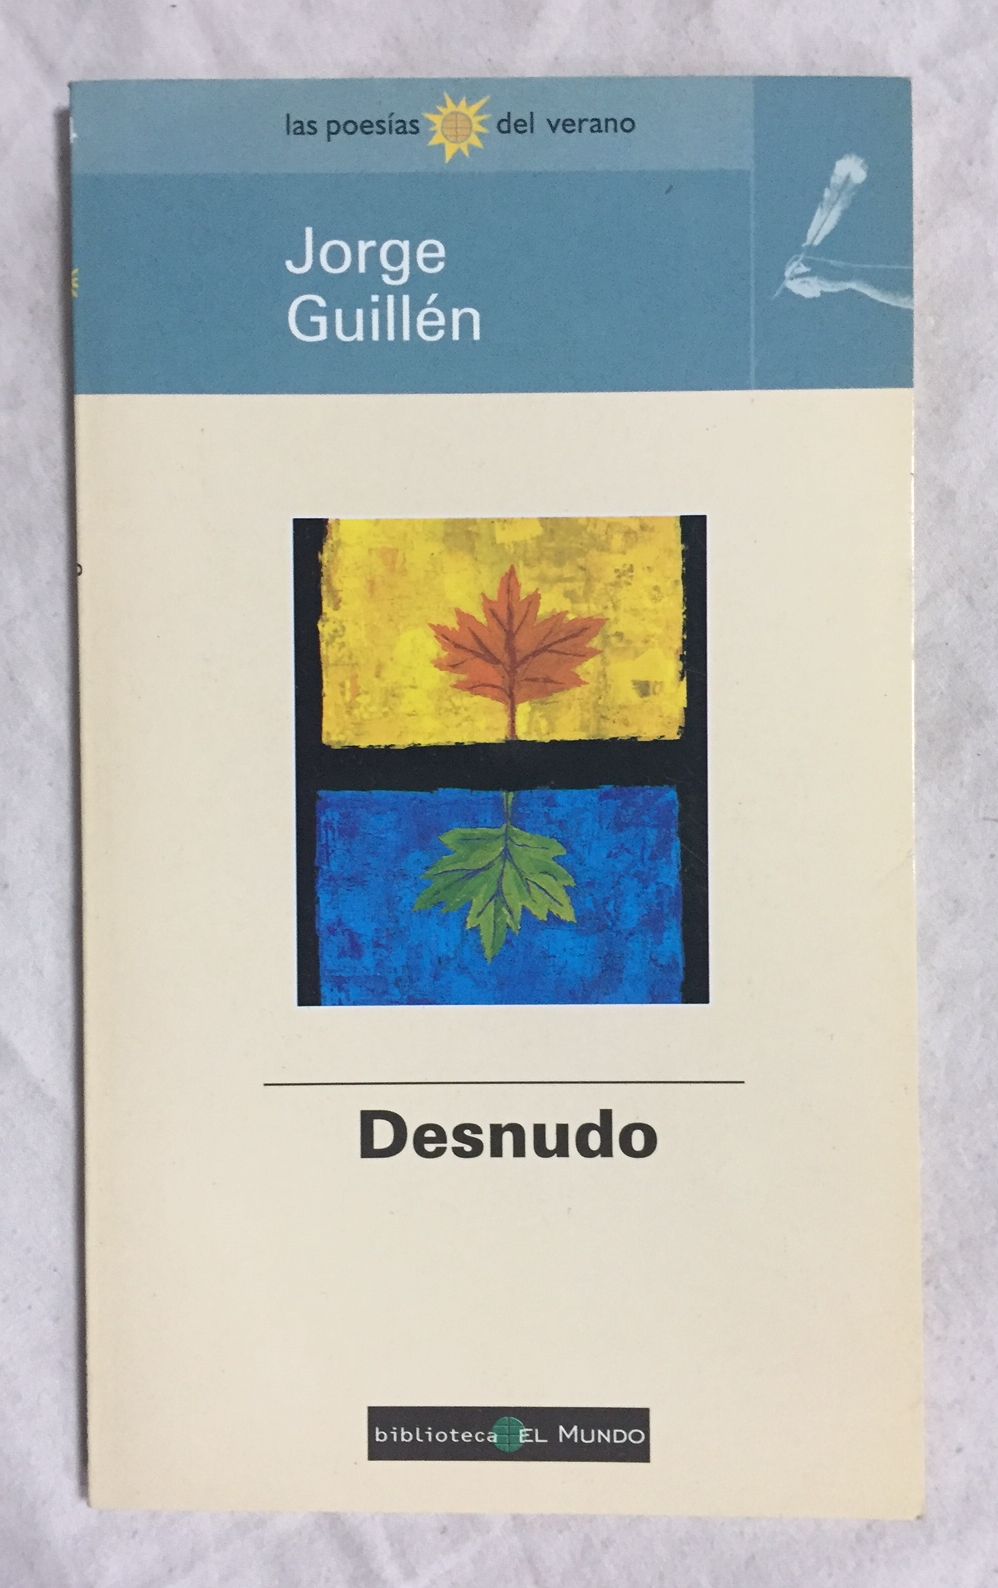 las poesías del verano
Jorge
Guillén
Desnudo
biblioteca EL MUNDO